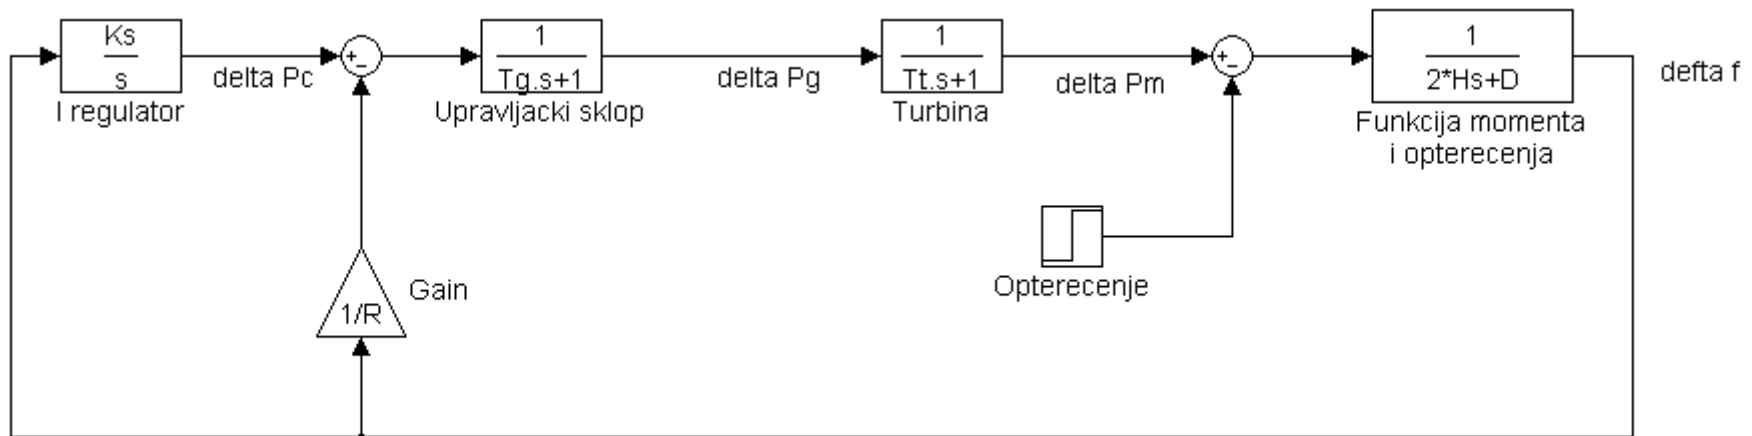 Ks
s
I regulator
delta Pc
+
−
1
Tg.s+1
Upravljacki sklop
delta Pg
1
Tt.s+1
Turbina
delta Pm
+
−
1
2*Hs+D
Funkcija momenta
i opterecenja
defta f
Opterecenje
Gain
1/R